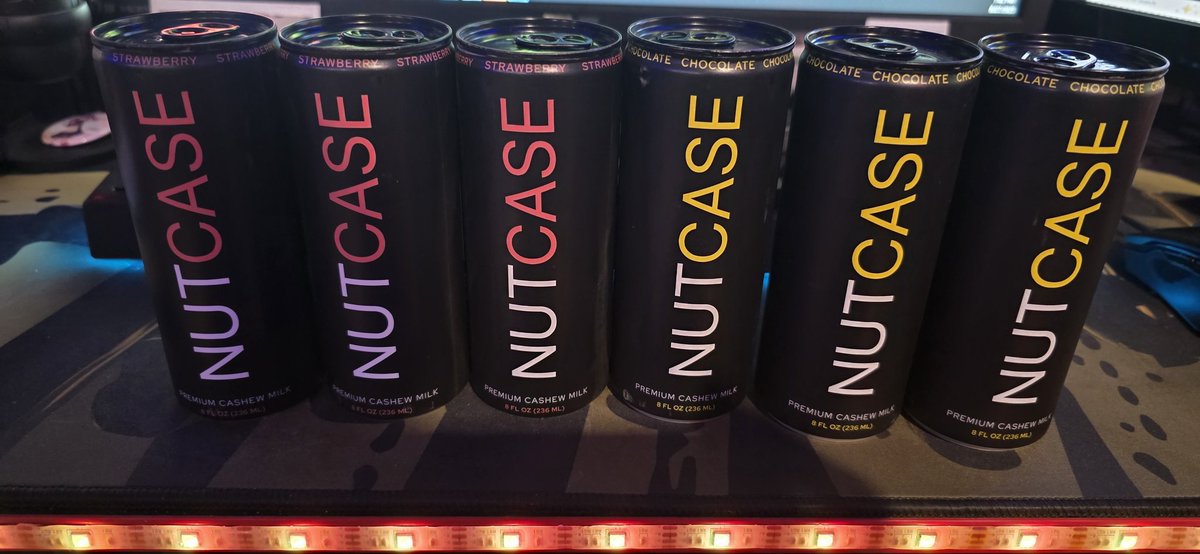 STRAWBERRY STRAWBERRY
NUTCASE
PREMIUM CASHEW MILK
8 FL OZ (236 ML)
STRAWBERRY STRAWBERRY
NUTCASE
PREMIUM CASHEW MILK
8 FL OZ (236 ML)
STRAWBERRY STRAWBERRY
NUTCASE
PREMIUM CASHEW MILK
8 FL OZ (236 ML)
CHOCOLATE CHOCOLATE CHOCOLATE
NUTCASE
PREMIUM CASHEW MILK
8 FL OZ (236 ML)
CHOCOLATE CHOCOLATE CHOCOLATE
NUTCASE
PREMIUM CASHEW MILK
8 FL OZ (236 ML)
CHOCOLATE CHOCOLATE CHOCOLATE
NUTCASE
PREMIUM CASHEW MILK
8 FL OZ (236 ML)